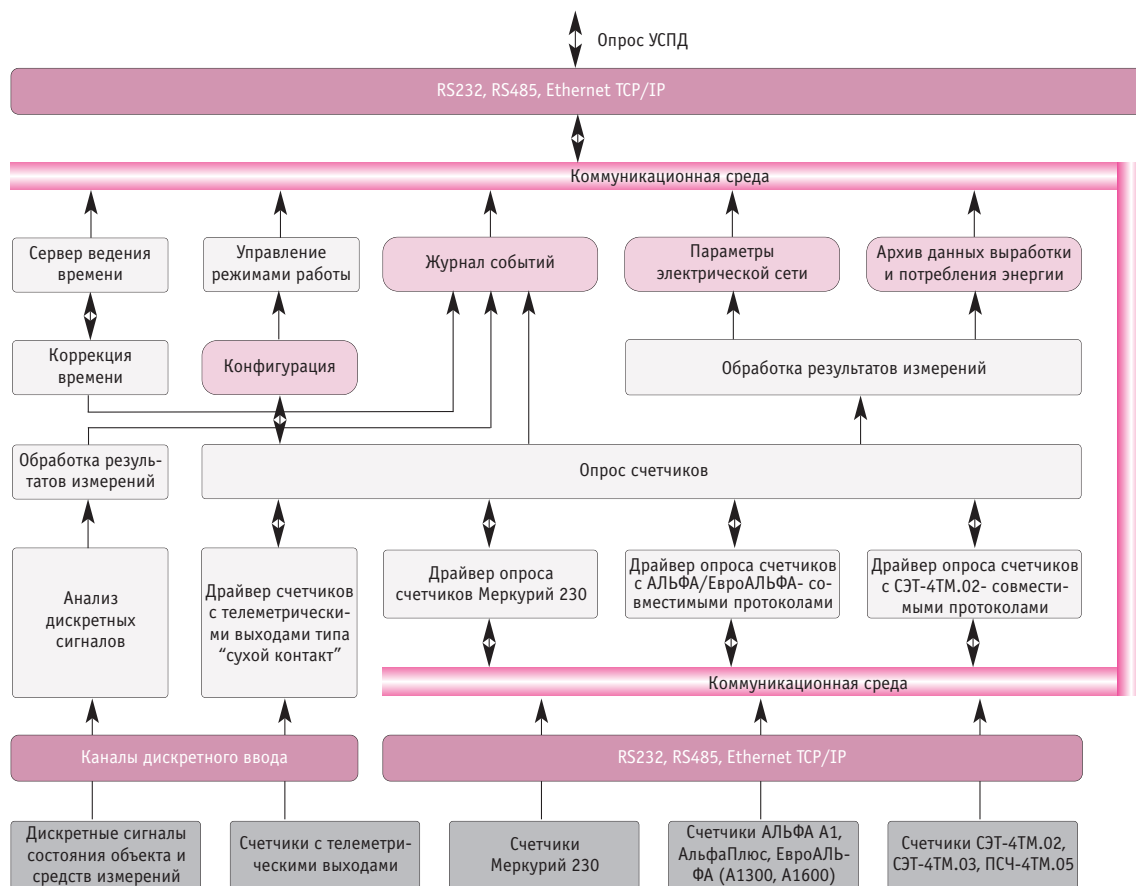 Опрос УСПД
RS232, RS485, Ethernet TCP/IP
Коммуникационная среда
Сервер ведения
времени
Управление
режимами работы
Журнал событий
Параметры
электрической сети
Архив данных выработки
и потребления энергии
Коррекция
времени
Конфигурация
Обработка результатов измерений
Обработка резуль-
татов измерений
Опрос счетчиков
Анализ
дискретных
сигналов
Драйвер счетчиков
с телеметрически-
ми выходами типа
“сухой контакт”
Драйвер опроса
счетчиков Меркурий 230
Драйвер опроса счетчиков
с АЛЬФА/ЕвроАЛЬФА- со-
вместимыми протоколами
Драйвер опроса счетчиков
с СЭТ-4ТМ.02- совмести-
мыми протоколами
Коммуникационная среда
Каналы дискретного ввода
RS232, RS485, Ethernet TCP/IP
Дискретные сигналы
состояния объекта и
средств измерений
Счетчики с телеметри-
ческими выходами
Счетчики
Меркурий 230
Счетчики АЛЬФА А1,
АльфаПлюс, ЕвроАЛЬ-
ФА (А1300, А1600)
Счетчики СЭТ-4ТМ.02,
СЭТ-4ТМ.03, ПСЧ-4ТМ.05